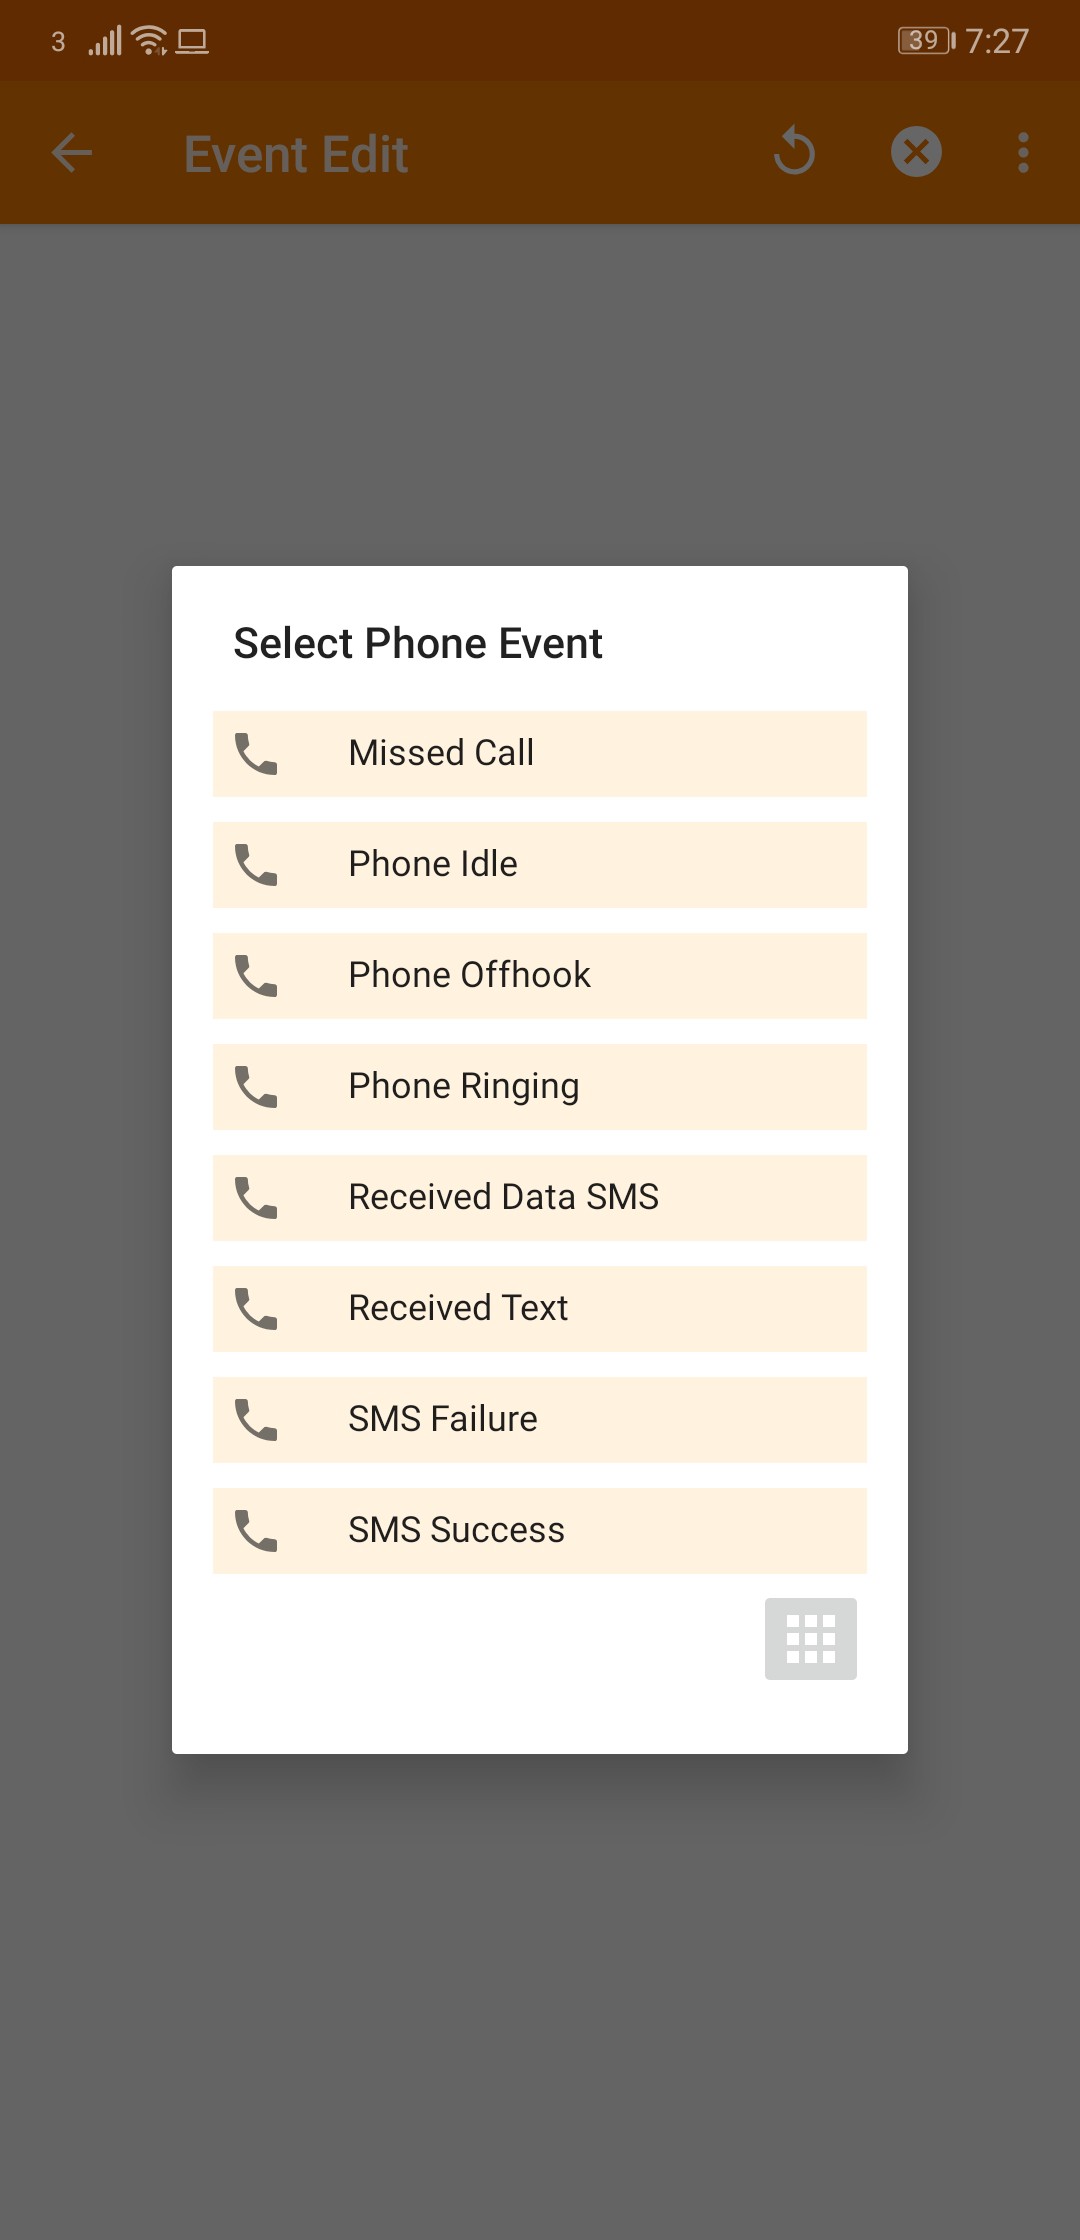 3 39 7:27
Event Edit
Select Phone Event
Missed Call
Phone Idle
Phone Offhook
Phone Ringing
Received Data SMS
Received Text
SMS Failure
SMS Success